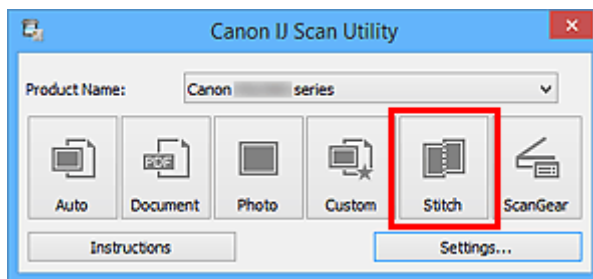 Canon IJ Scan Utility
Product Name: Canon series
PDF
Auto Document Photo Custom Stitch ScanGear
Instructions Settings...